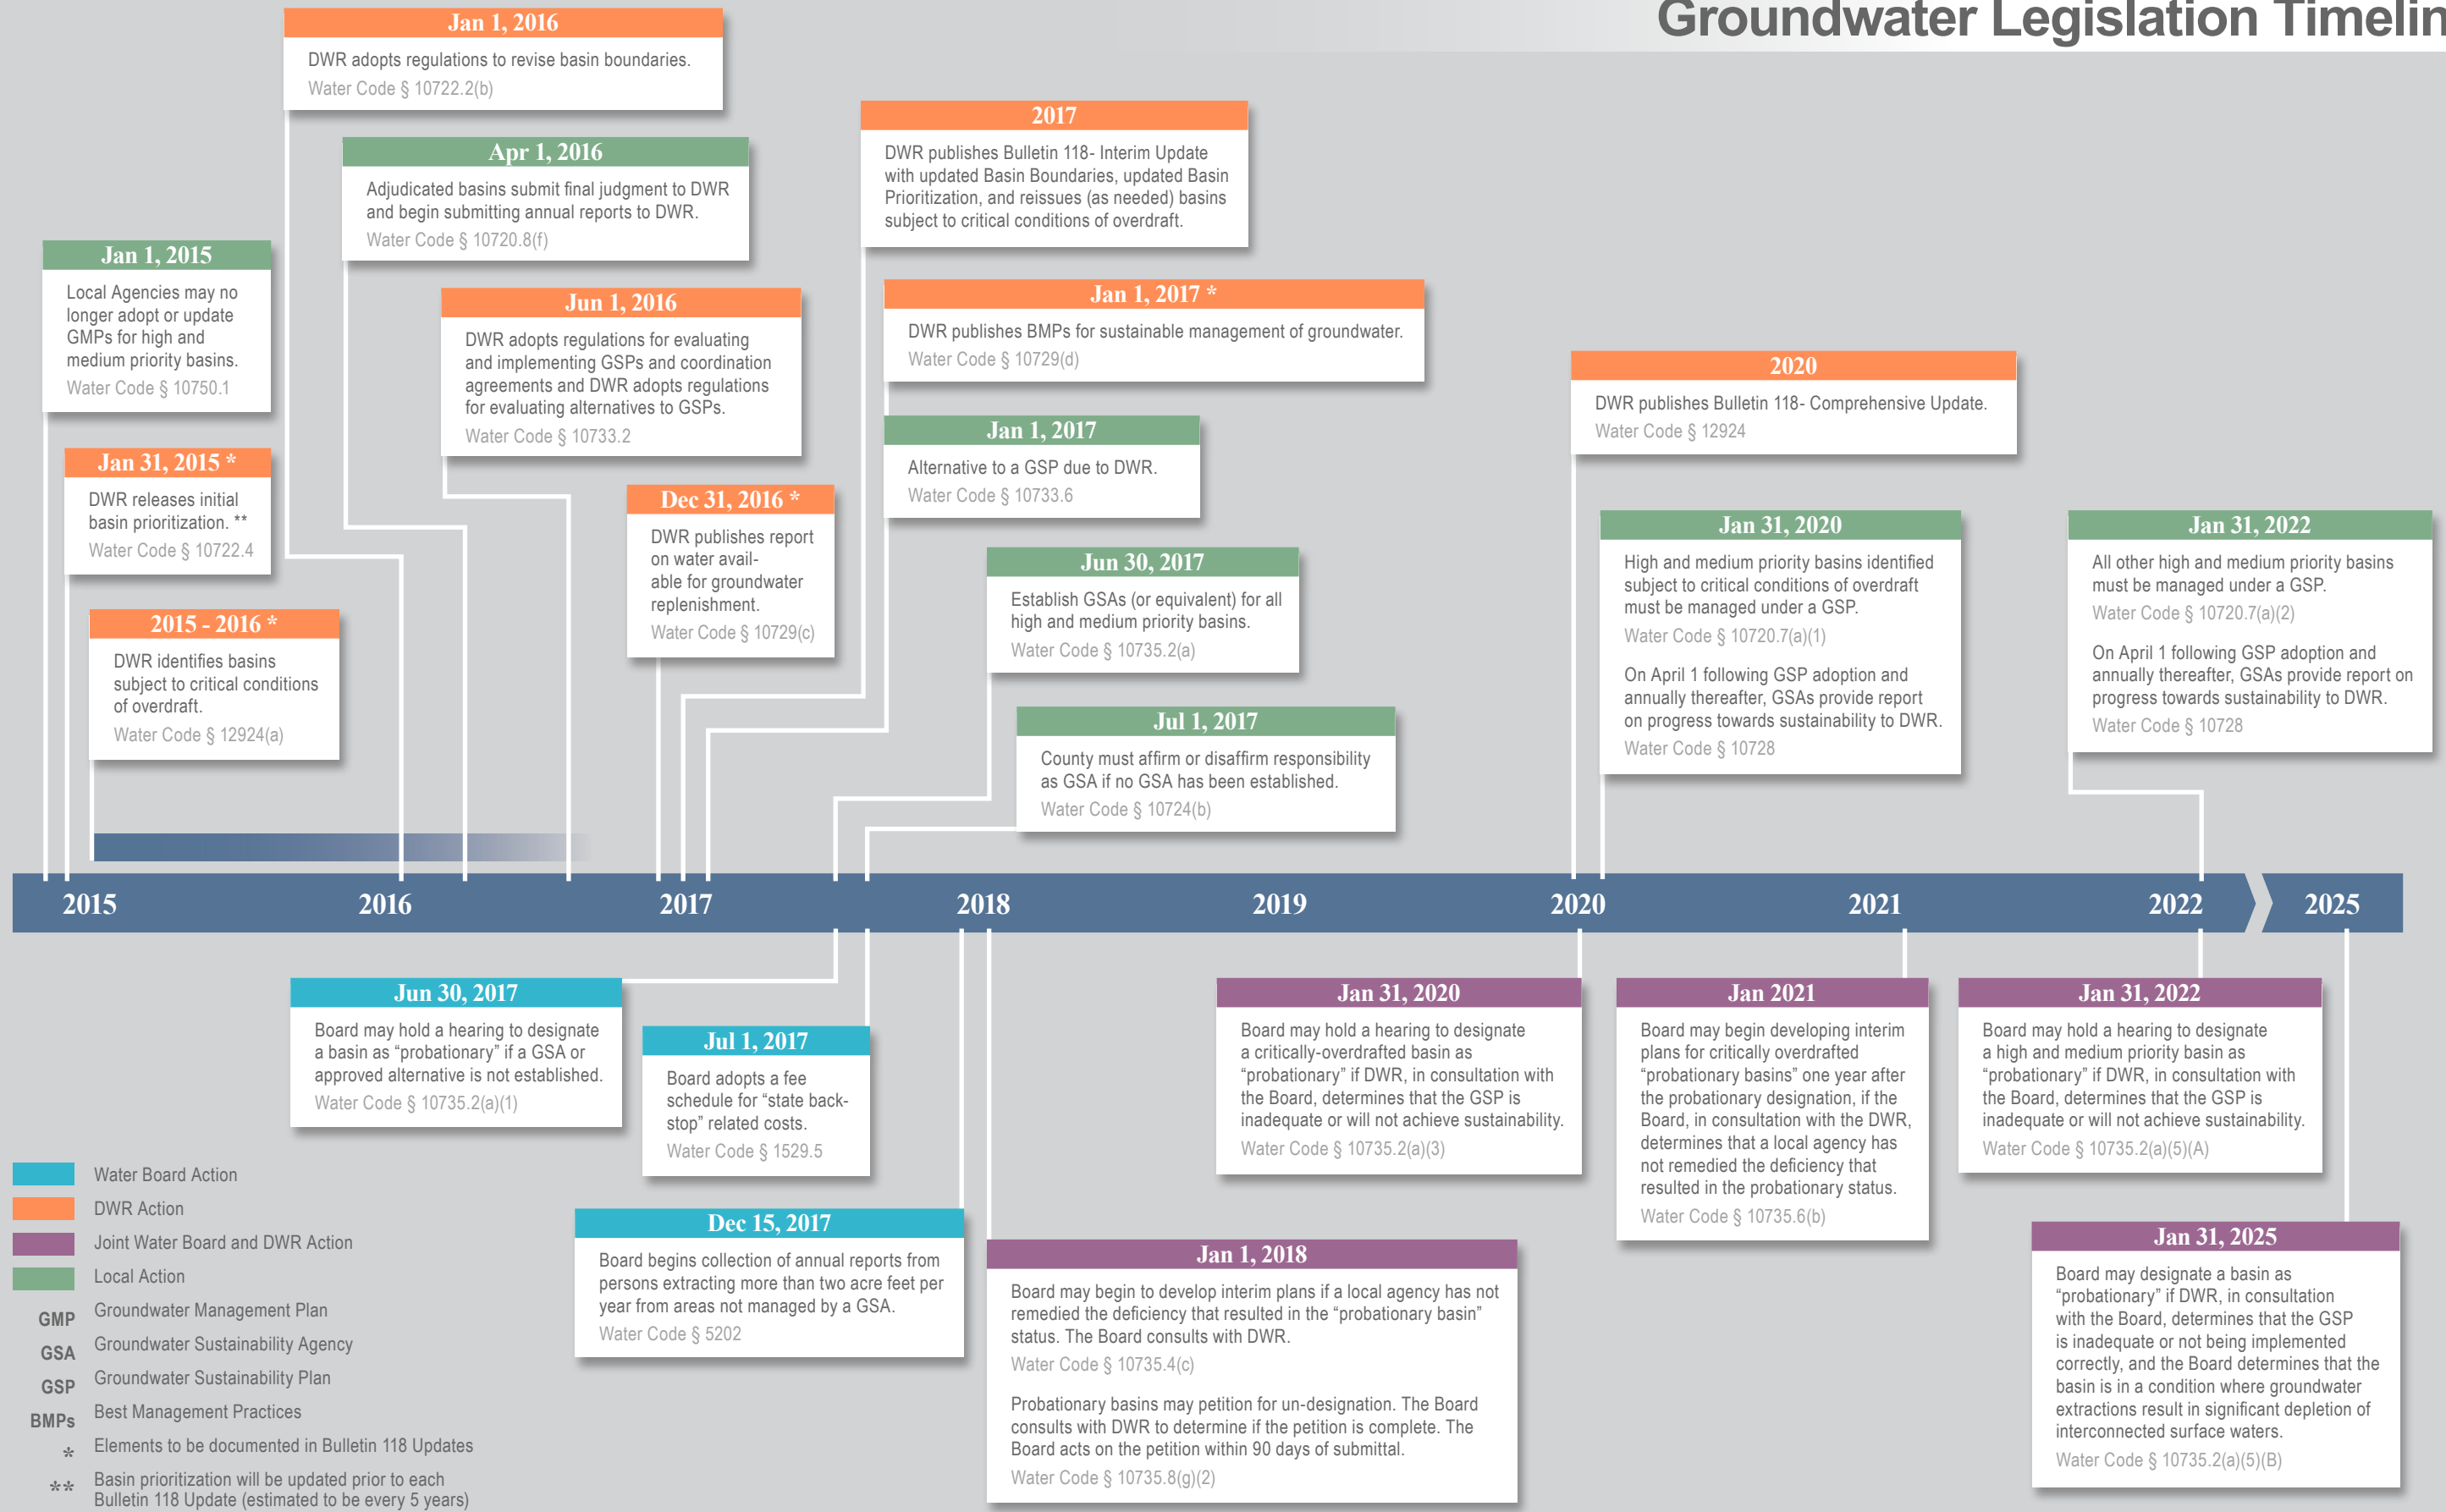 Groundwater Legislation Timelin
Jan 1, 2016
DWR adopts regulations to revise basin boundaries.
Water Code § 10722.2(b)
Apr 1, 2016
Adjudicated basins submit final judgment to DWR
and begin submitting annual reports to DWR.
Water Code § 10720.8(f)
Jan 1, 2015
Local Agencies may no
longer adopt or update
GMPs for high and
medium priority basins.
Water Code § 10750.1
Jun 1, 2016
DWR adopts regulations for evaluating
and implementing GSPs and coordination
agreements and DWR adopts regulations
for evaluating alternatives to GSPs.
Water Code § 10733.2
Jan 31, 2015 *
DWR releases initial
basin prioritization. **
Water Code § 10722.4
Dec 31, 2016 *
DWR publishes report
on water avail-
able for groundwater
replenishment.
Water Code § 10729(c)
2015 - 2016 *
DWR identifies basins
subject to critical conditions
of overdraft.
Water Code § 12924(a)
2017
DWR publishes Bulletin 118- Interim Update
with updated Basin Boundaries, updated Basin
Prioritization, and reissues (as needed) basins
subject to critical conditions of overdraft.
Jan 1, 2017 *
DWR publishes BMPs for sustainable management of groundwater.
Water Code § 10729(d)
Jan 1, 2017
Alternative to a GSP due to DWR.
Water Code § 10733.6
Jun 30, 2017
Establish GSAs (or equivalent) for all
high and medium priority basins.
Water Code § 10735.2(a)
Jul 1, 2017
County must affirm or disaffirm responsibility
as GSA if no GSA has been established.
Water Code § 10724(b)
2020
DWR publishes Bulletin 118- Comprehensive Update.
Water Code § 12924
Jan 31, 2020
High and medium priority basins identified
subject to critical conditions of overdraft
must be managed under a GSP.
Water Code § 10720.7(a)(1)
On April 1 following GSP adoption and
annually thereafter, GSAs provide report
on progress towards sustainability to DWR.
Water Code § 10728
Jan 31, 2022
All other high and medium priority basins
must be managed under a GSP.
Water Code § 10720.7(a)(2)
On April 1 following GSP adoption and
annually thereafter, GSAs provide report on
progress towards sustainability to DWR.
Water Code § 10728
2015 2016 2017 2018 2019 2020 2021 2022 2025
Jun 30, 2017
Board may hold a hearing to designate
a basin as “probationary” if a GSA or
approved alternative is not established.
Water Code § 10735.2(a)(1)
Jul 1, 2017
Board adopts a fee
schedule for “state back-
stop” related costs.
Water Code § 1529.5
Dec 15, 2017
Board begins collection of annual reports from
persons extracting more than two acre feet per
year from areas not managed by a GSA.
Water Code § 5202
Jan 1, 2018
Board may begin to develop interim plans if a local agency has not
remedied the deficiency that resulted in the “probationary basin”
status. The Board consults with DWR.
Water Code § 10735.4(c)
Probationary basins may petition for un-designation. The Board
consults with DWR to determine if the petition is complete. The
Board acts on the petition within 90 days of submittal.
Water Code § 10735.8(g)(2)
Jan 31, 2020
Board may hold a hearing to designate
a critically-overdrafted basin as
“probationary” if DWR, in consultation with
the Board, determines that the GSP is
inadequate or will not achieve sustainability.
Water Code § 10735.2(a)(3)
Jan 2021
Board may begin developing interim
plans for critically overdrafted
“probationary basins” one year after
the probationary designation, if the
Board, in consultation with the DWR,
determines that a local agency has
not remedied the deficiency that
resulted in the probationary status.
Water Code § 10735.6(b)
Jan 31, 2022
Board may hold a hearing to designate
a high and medium priority basin as
“probationary” if DWR, in consultation with
the Board, determines that the GSP is
inadequate or will not achieve sustainability.
Water Code § 10735.2(a)(5)(A)
Jan 31, 2025
Board may designate a basin as
“probationary” if DWR, in consultation
with the Board, determines that the GSP
is inadequate or not being implemented
correctly, and the Board determines that the
basin is in a condition where groundwater
extractions result in significant depletion of
interconnected surface waters.
Water Code § 10735.2(a)(5)(B)
Water Board Action
DWR Action
Joint Water Board and DWR Action
Local Action
GMP Groundwater Management Plan
GSA Groundwater Sustainability Agency
GSP Groundwater Sustainability Plan
BMPs Best Management Practices
* Elements to be documented in Bulletin 118 Updates
** Basin prioritization will be updated prior to each
Bulletin 118 Update (estimated to be every 5 years)